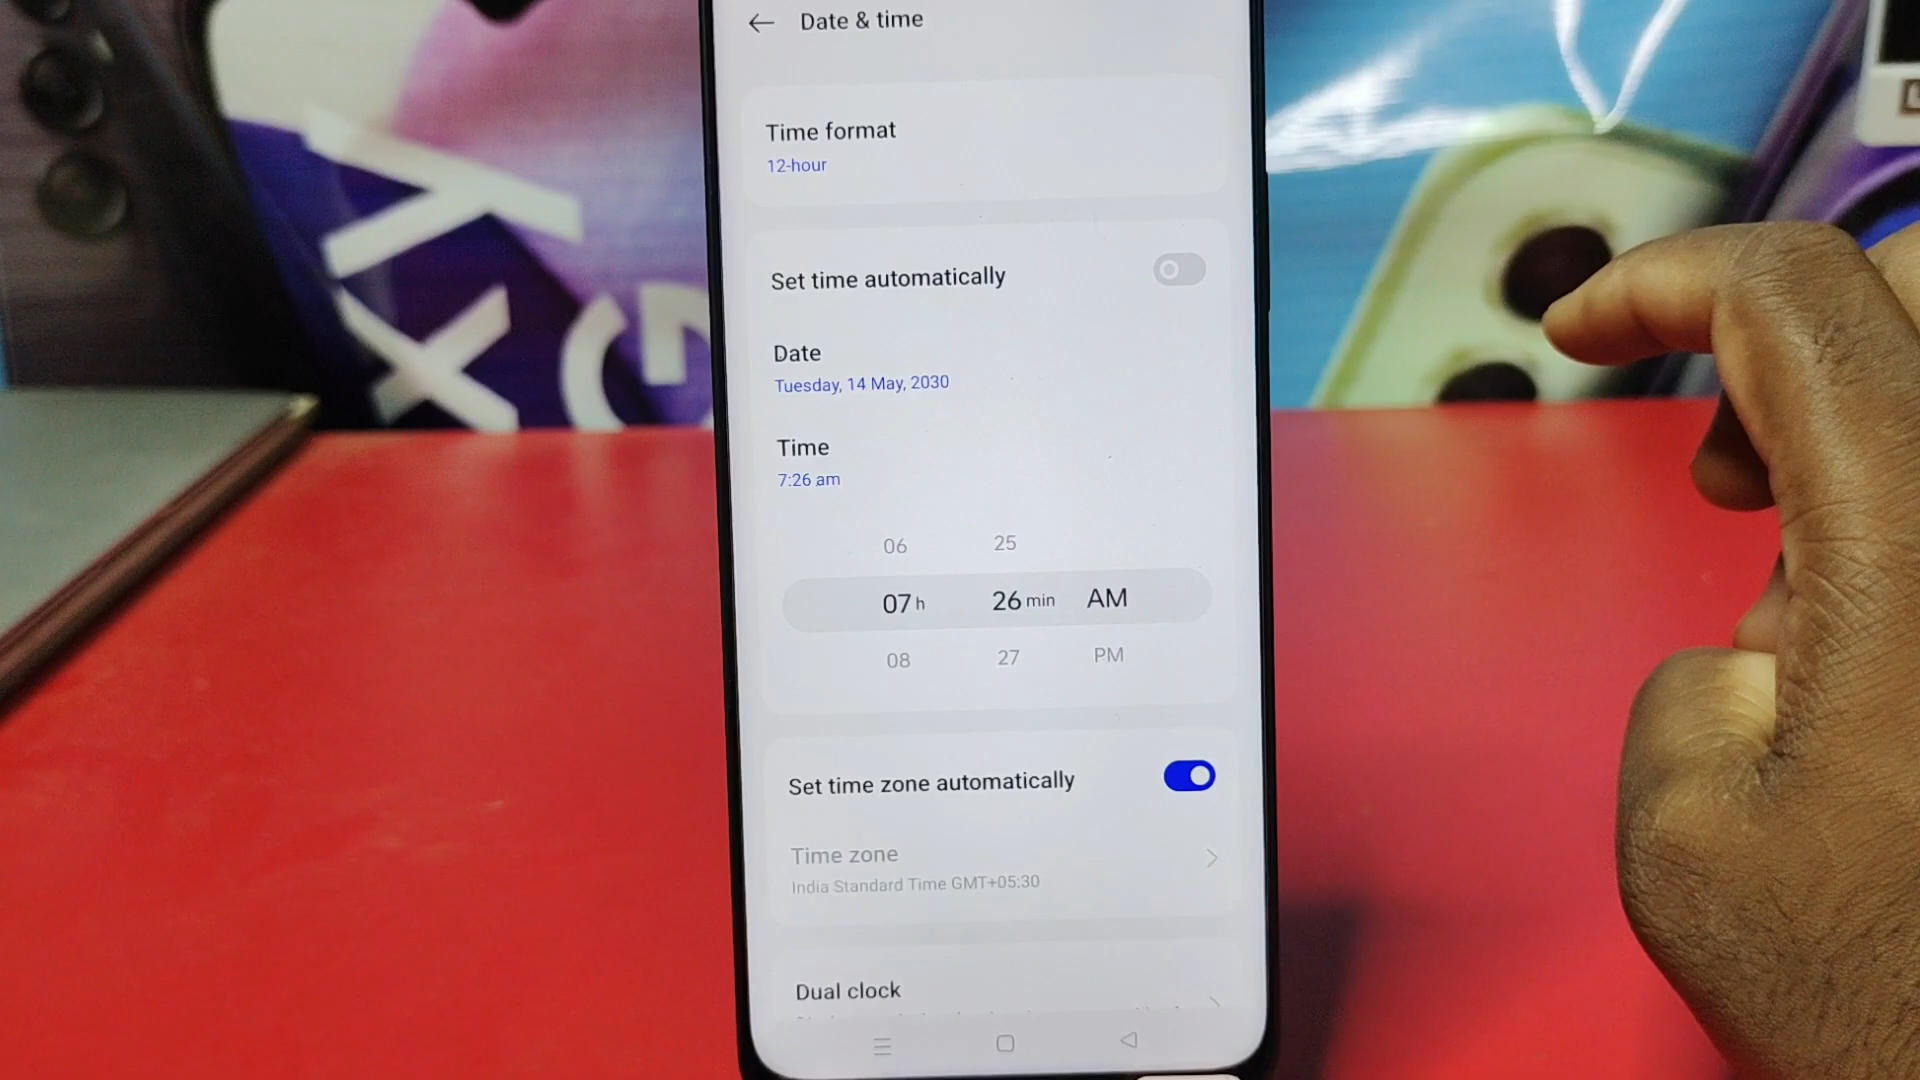 Date & time
Time format
12-hour
Set time automatically
Date
Tuesday, 14 May, 2030
Time
7:26 am
06 25
07 h 26 min AM
08 27 PM
Set time zone automatically
Time zone
India Standard Time GMT+05:30
Dual clock